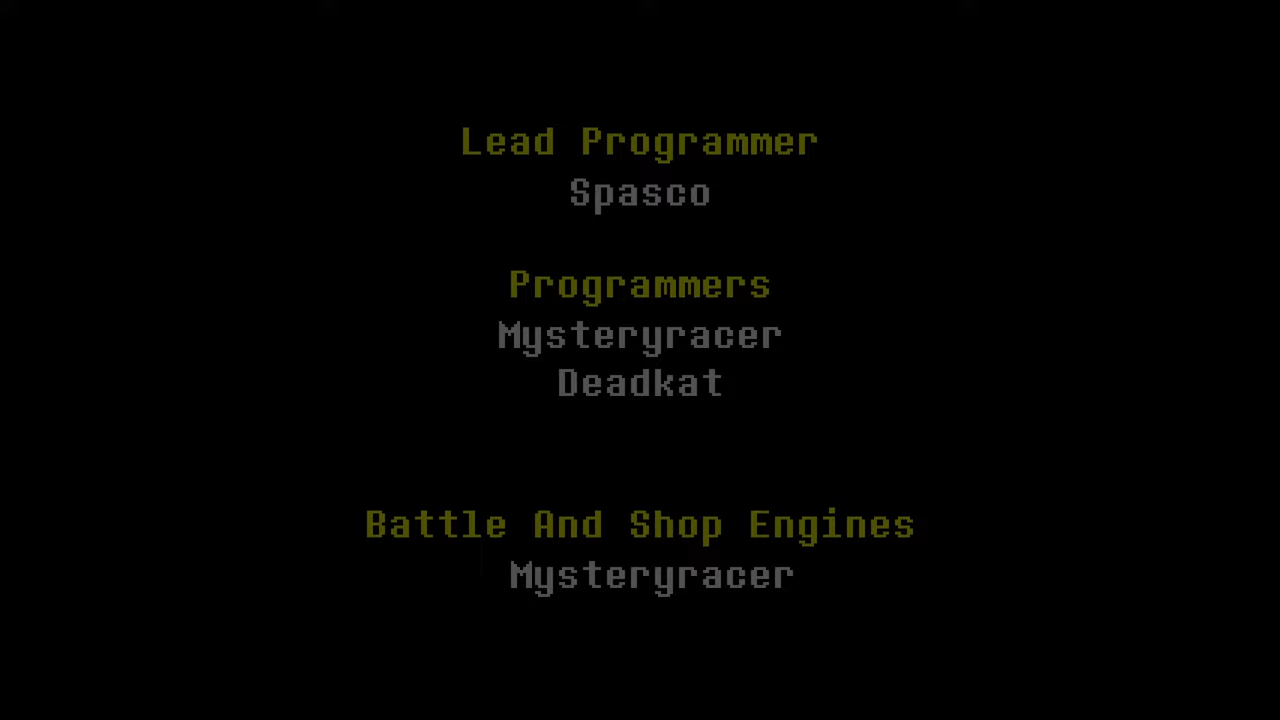 Lead Programmer
Spasco
Programmers
Mysteryracer
Deadkat
Battle And Shop Engines
Mysteryracer